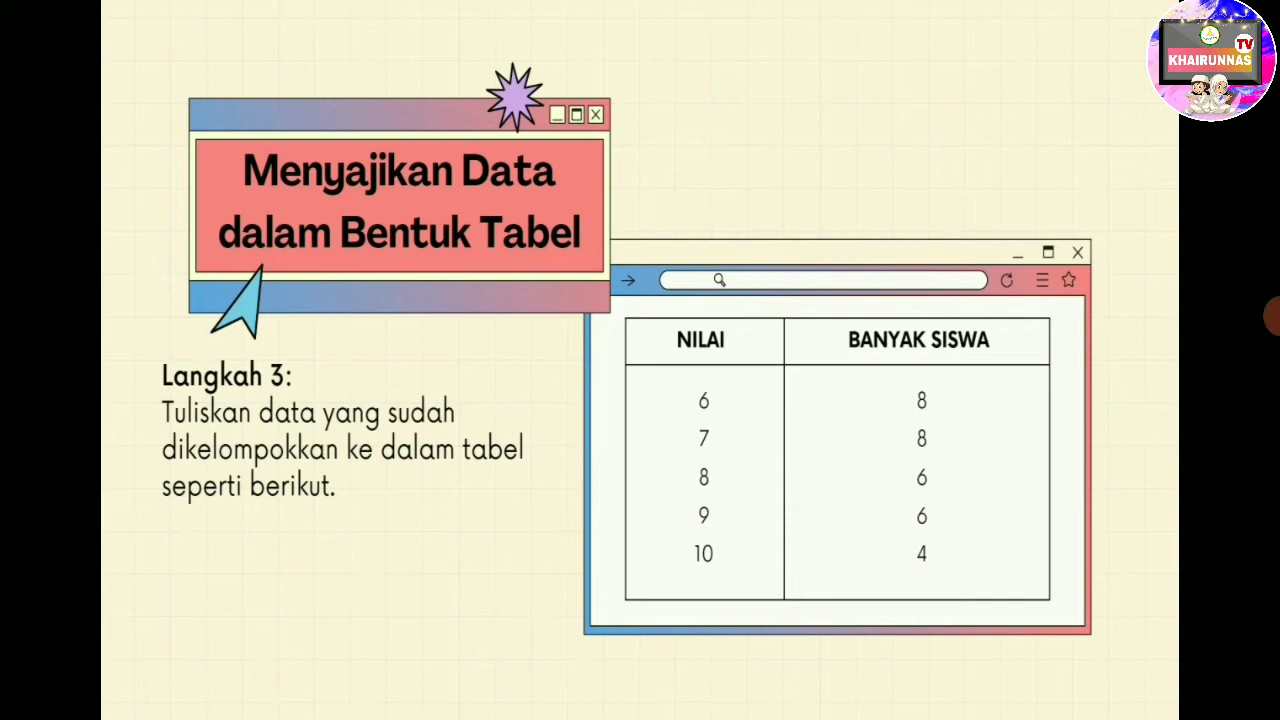 TV
KHAIRUNNAS
Menyajikan Data
dalam Bentuk Tabel
Langkah 3:
Tuliskan data yang sudah
dikelompokkan ke dalam tabel
seperti berikut.
NILAI BANYAK SISWA
6 8
7 8
8 6
9 6
10 4